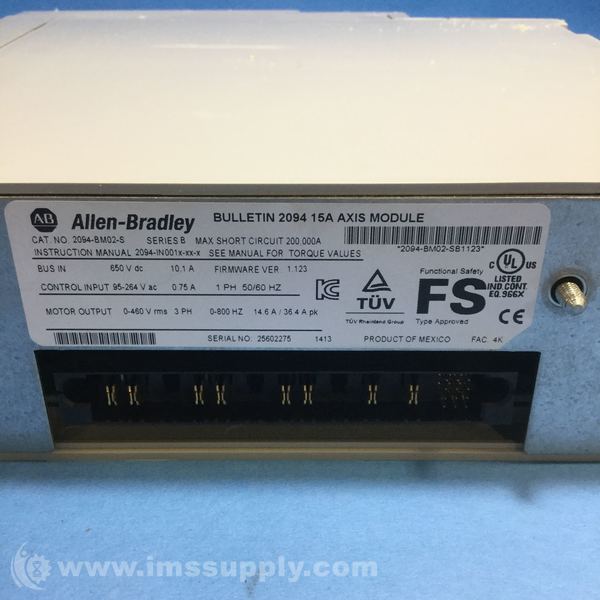 AB Allen-Bradley BULLETIN 2094 15A AXIS MODULE
CAT. NO. 2094-BM02-S SERIES B MAX SHORT CIRCUIT 200,000A
INSTRUCTION MANUAL 2094-IN001x-xx-x SEE MANUAL FOR TORQUE VALUES
BUS IN 650 V dc 10.1 A FIRMWARE VER 1.123
CONTROL INPUT 95-264 V ac 0.75 A 1 PH 50/60 HZ
MOTOR OUTPUT 0-460 V rms 3 PH 0-800 HZ 14.6 A / 36.4 A pk
SERIAL NO. 25602275 1413 PRODUCT OF MEXICO FAC. 4K
"2094-BM02-SB1123"
KC
TÜV
TÜV Rheinland Group
Functional Safety
FS
Type Approved
C UL US
LISTED
IND.CONT.
EQ.966X
CE
© www.imssupply.com